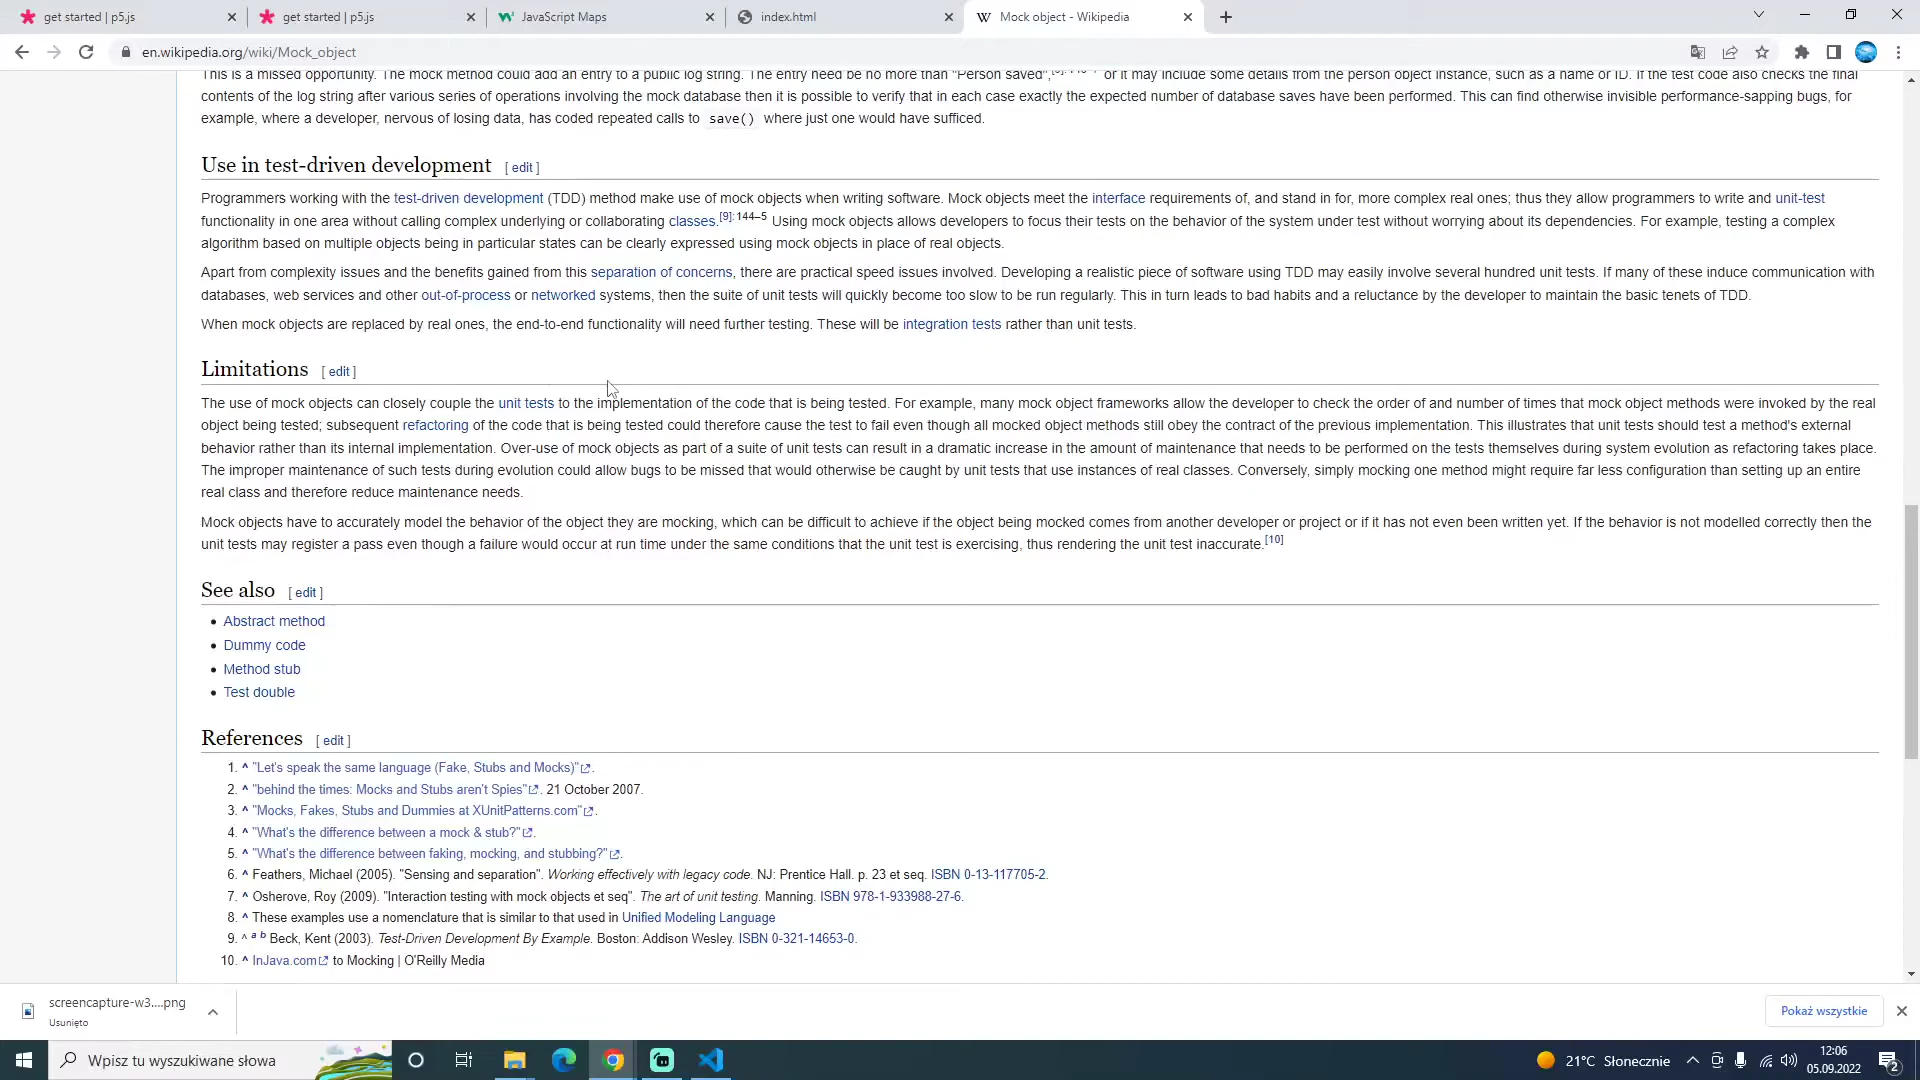 get started | p5.js
get started | p5.js
JavaScript Maps
index.html
Mock object - Wikipedia
en.wikipedia.org/wiki/Mock_object
This is a missed opportunity. The mock method could add an entry to a public log string. The entry need be no more than "Person saved", or it may include some details from the person object instance, such as a name or ID. If the test code also checks the final
contents of the log string after various series of operations involving the mock database then it is possible to verify that in each case exactly the expected number of database saves have been performed. This can find otherwise invisible performance-sapping bugs, for
example, where a developer, nervous of losing data, has coded repeated calls to save() where just one would have sufficed.
Use in test-driven development [ edit ]
Programmers working with the test-driven development (TDD) method make use of mock objects when writing software. Mock objects meet the interface requirements of, and stand in for, more complex real ones; thus they allow programmers to write and unit-test
functionality in one area without calling complex underlying or collaborating classes.[9]: 144–5 Using mock objects allows developers to focus their tests on the behavior of the system under test without worrying about its dependencies. For example, testing a complex
algorithm based on multiple objects being in particular states can be clearly expressed using mock objects in place of real objects.
Apart from complexity issues and the benefits gained from this separation of concerns, there are practical speed issues involved. Developing a realistic piece of software using TDD may easily involve several hundred unit tests. If many of these induce communication with
databases, web services and other out-of-process or networked systems, then the suite of unit tests will quickly become too slow to be run regularly. This in turn leads to bad habits and a reluctance by the developer to maintain the basic tenets of TDD.
When mock objects are replaced by real ones, the end-to-end functionality will need further testing. These will be integration tests rather than unit tests.
Limitations [ edit ]
The use of mock objects can closely couple the unit tests to the implementation of the code that is being tested. For example, many mock object frameworks allow the developer to check the order of and number of times that mock object methods were invoked by the real
object being tested; subsequent refactoring of the code that is being tested could therefore cause the test to fail even though all mocked object methods still obey the contract of the previous implementation. This illustrates that unit tests should test a method's external
behavior rather than its internal implementation. Over-use of mock objects as part of a suite of unit tests can result in a dramatic increase in the amount of maintenance that needs to be performed on the tests themselves during system evolution as refactoring takes place.
The improper maintenance of such tests during evolution could allow bugs to be missed that would otherwise be caught by unit tests that use instances of real classes. Conversely, simply mocking one method might require far less configuration than setting up an entire
real class and therefore reduce maintenance needs.
Mock objects have to accurately model the behavior of the object they are mocking, which can be difficult to achieve if the object being mocked comes from another developer or project or if it has not even been written yet. If the behavior is not modelled correctly then the
unit tests may register a pass even though a failure would occur at run time under the same conditions that the unit test is exercising, thus rendering the unit test inaccurate.[10]
See also [ edit ]
• Abstract method
• Dummy code
• Method stub
• Test double
References [ edit ]
1. ^ "Let's speak the same language (Fake, Stubs and Mocks)".
2. ^ "behind the times: Mocks and Stubs aren't Spies". 21 October 2007.
3. ^ "Mocks, Fakes, Stubs and Dummies at XUnitPatterns.com".
4. ^ "What's the difference between a mock & stub?".
5. ^ "What's the difference between faking, mocking, and stubbing?".
6. ^ Feathers, Michael (2005). "Sensing and separation". Working effectively with legacy code. NJ: Prentice Hall. p. 23 et seq. ISBN 0-13-117705-2.
7. ^ Osherove, Roy (2009). "Interaction testing with mock objects et seq". The art of unit testing. Manning. ISBN 978-1-933988-27-6.
8. ^ These examples use a nomenclature that is similar to that used in Unified Modeling Language
9. ^ a b Beck, Kent (2003). Test-Driven Development By Example. Boston: Addison Wesley. ISBN 0-321-14653-0.
10. ^ InJava.com to Mocking | O'Reilly Media
screencapture-w3....png
Usunięto
Pokaż wszystkie
Wpisz tu wyszukiwane słowa
21°C Słonecznie
12:06
05.09.2022
2